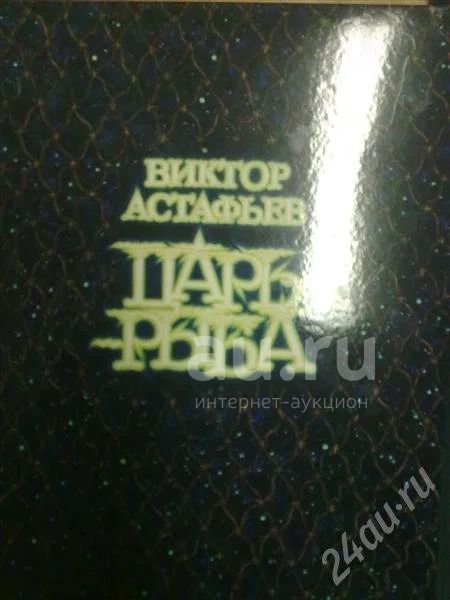 ВИКТОР
АСТАФЬЕВ
ЦАРЬ-
РЫБА
au.ru
интернет-аукцион
24au.ru